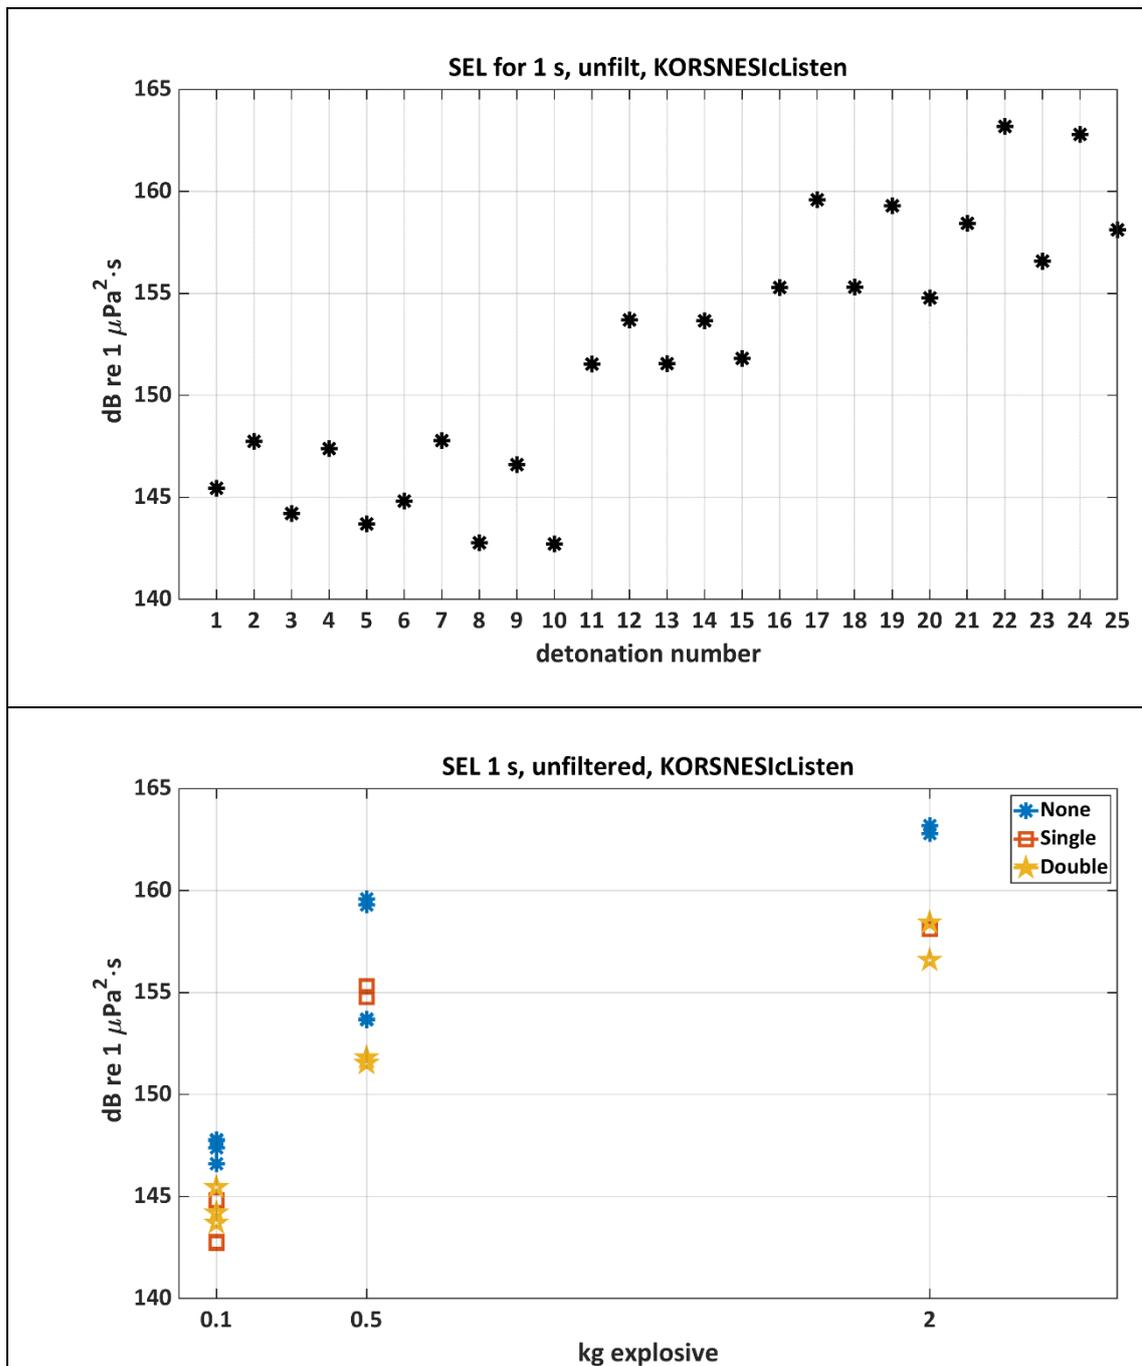 SEL for 1 s, unfilt, KORSNESIcListen
165
160
155
150
145
140
dB re 1 μPa²·s
1 2 3 4 5 6 7 8 9 10 11 12 13 14 15 16 17 18 19 20 21 22 23 24 25
detonation number
SEL 1 s, unfiltered, KORSNESIcListen
165
160
155
150
145
140
dB re 1 μPa²·s
None
Single
Double
0.1 0.5 2
kg explosive